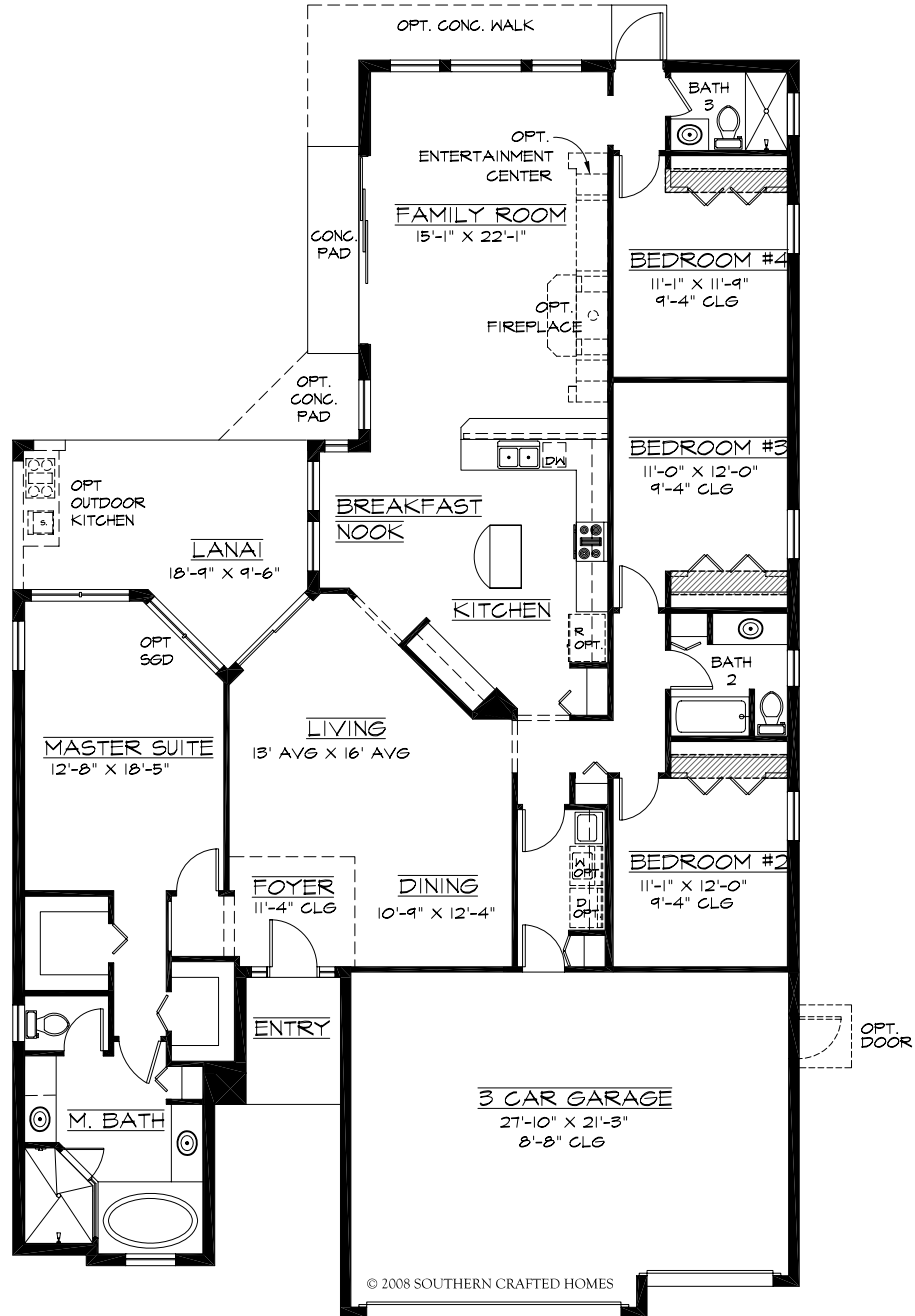 OPT. CONC. WALK
BATH
3
OPT.
ENTERTAINMENT
CENTER
FAMILY ROOM
15'-1" X 22'-1"
CONC.
PAD
BEDROOM #4
11'-1" X 11'-9"
9'-4" CLG
OPT.
FIREPLACE
OPT.
CONC.
PAD
BEDROOM #3
11'-0" X 12'-0"
9'-4" CLG
DW
OPT
OUTDOOR
KITCHEN
S.
BREAKFAST
NOOK
LANAI
18'-9" X 9'-6"
KITCHEN
R
OPT.
OPT
SGD
BATH
2
LIVING
13' AVG X 16' AVG
MASTER SUITE
12'-8" X 18'-5"
W
OPT
D
OPT
BEDROOM #2
11'-1" X 12'-0"
9'-4" CLG
FOYER
11'-4" CLG
DINING
10'-9" X 12'-4"
ENTRY
OPT.
DOOR
3 CAR GARAGE
27'-10" X 21'-3"
8'-8" CLG
M. BATH
© 2008 SOUTHERN CRAFTED HOMES